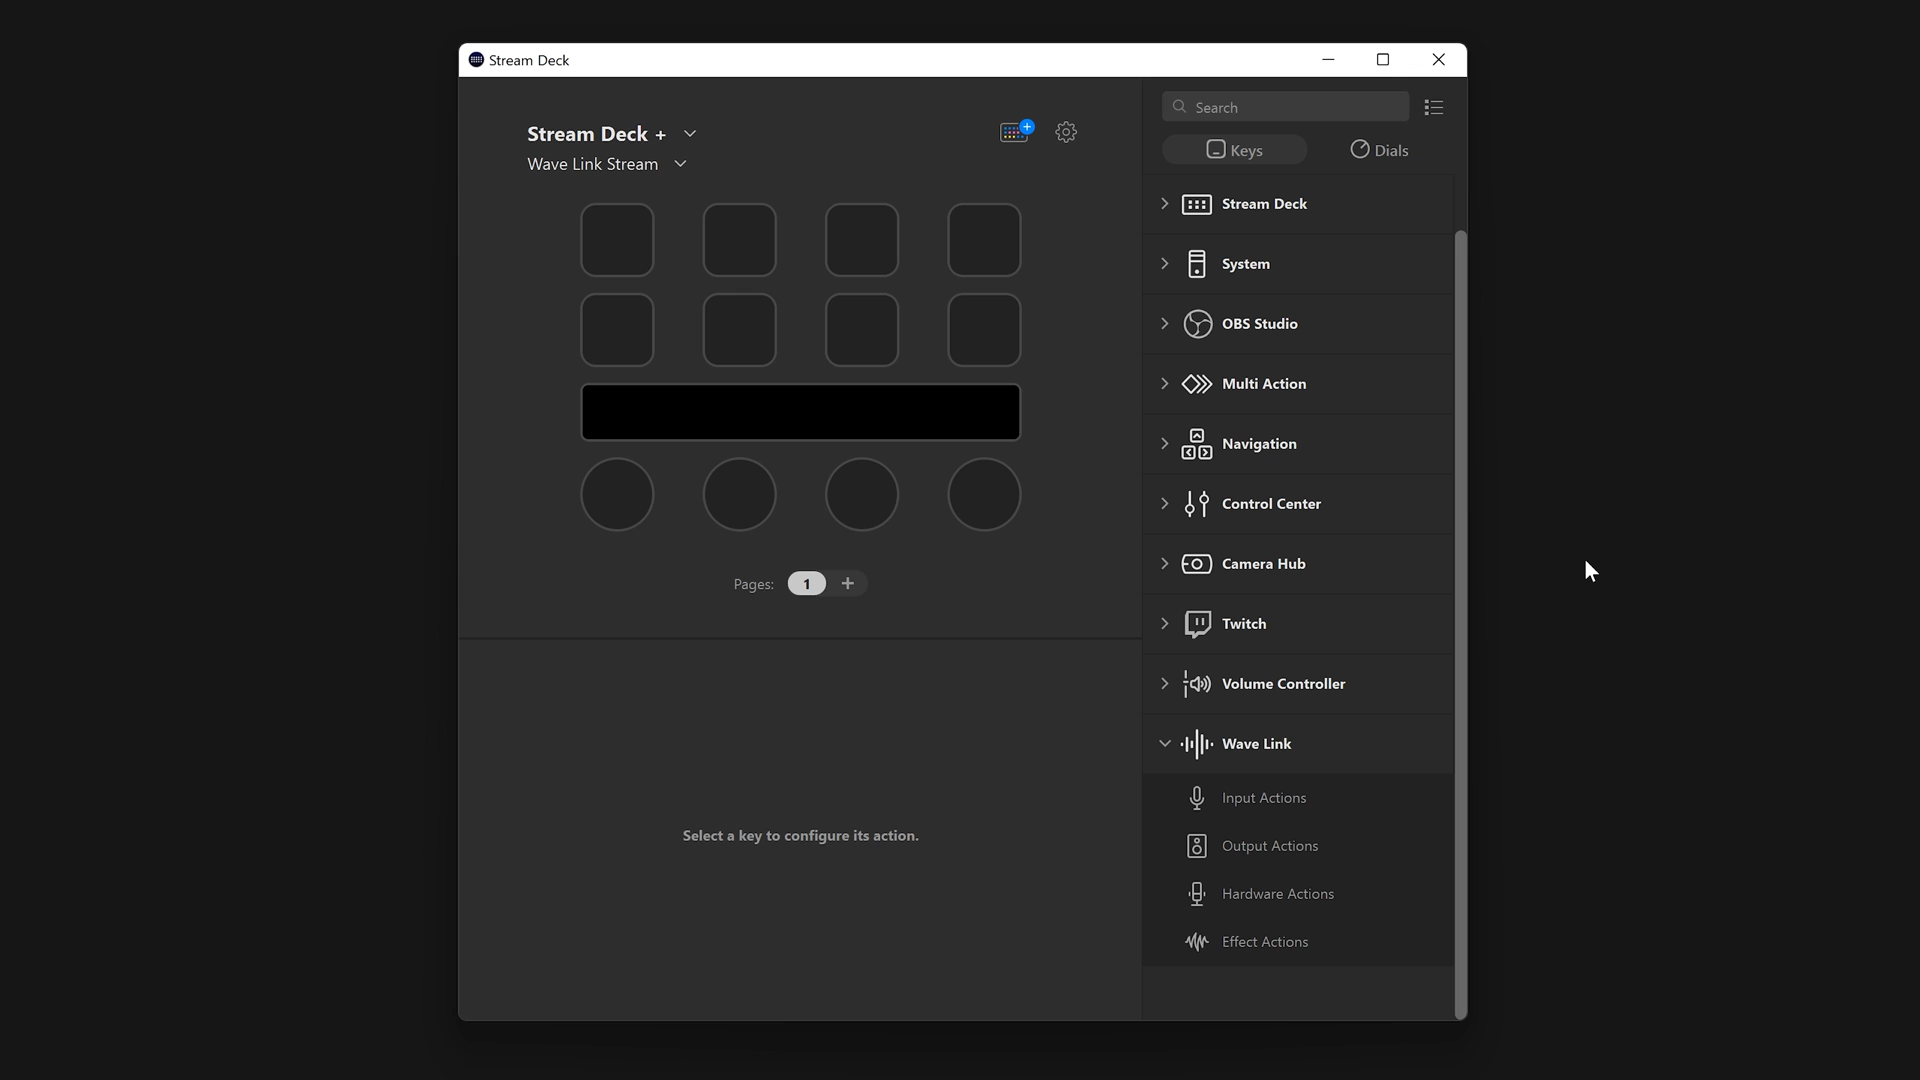 Stream Deck
Stream Deck +
Wave Link Stream
Pages: 1 +
Select a key to configure its action.
Search
Keys Dials
Stream Deck
System
OBS Studio
Multi Action
Navigation
Control Center
Camera Hub
Twitch
Volume Controller
Wave Link
Input Actions
Output Actions
Hardware Actions
Effect Actions